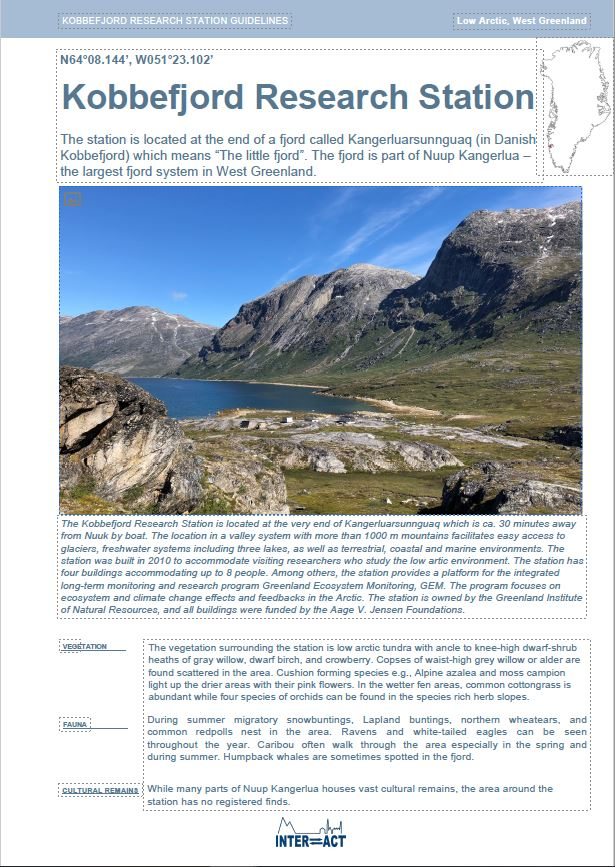 KOBBEFJORD RESEARCH STATION GUIDELINES
Low Arctic, West Greenland
N64°08.144’, W051°23.102’
Kobbefjord Research Station
The station is located at the end of a fjord called Kangerluarsunnguaq (in Danish
Kobbefjord) which means “The little fjord”. The fjord is part of Nuup Kangerlua –
the largest fjord system in West Greenland.
The Kobbefjord Research Station is located at the very end of Kangerluarsunnguaq which is ca. 30 minutes away
from Nuuk by boat. The location in a valley system with more than 1000 m mountains facilitates easy access to
glaciers, freshwater systems including three lakes, as well as terrestrial, coastal and marine environments. The
station was built in 2010 to accommodate visiting researchers who study the low artic environment. The station has
four buildings accommodating up to 8 people. Among others, the station provides a platform for the integrated
long-term monitoring and research program Greenland Ecosystem Monitoring, GEM. The program focuses on
ecosystem and climate change effects and feedbacks in the Arctic. The station is owned by the Greenland Institute
of Natural Resources, and all buildings were funded by the Aage V. Jensen Foundations.
VEGETATION
The vegetation surrounding the station is low arctic tundra with ancle to knee-high dwarf-shrub
heaths of gray willow, dwarf birch, and crowberry. Copses of waist-high grey willow or alder are
found scattered in the area. Cushion forming species e.g., Alpine azalea and moss campion
light up the drier areas with their pink flowers. In the wetter fen areas, common cottongrass is
abundant while four species of orchids can be found in the species rich herb slopes.
FAUNA
During summer migratory snowbuntings, Lapland buntings, northern wheatears, and
common redpolls nest in the area. Ravens and white-tailed eagles can be seen
throughout the year. Caribou often walk through the area especially in the spring and
during summer. Humpback whales are sometimes spotted in the fjord.
CULTURAL REMAINS
While many parts of Nuup Kangerlua houses vast cultural remains, the area around the
station has no registered finds.
INTERACT